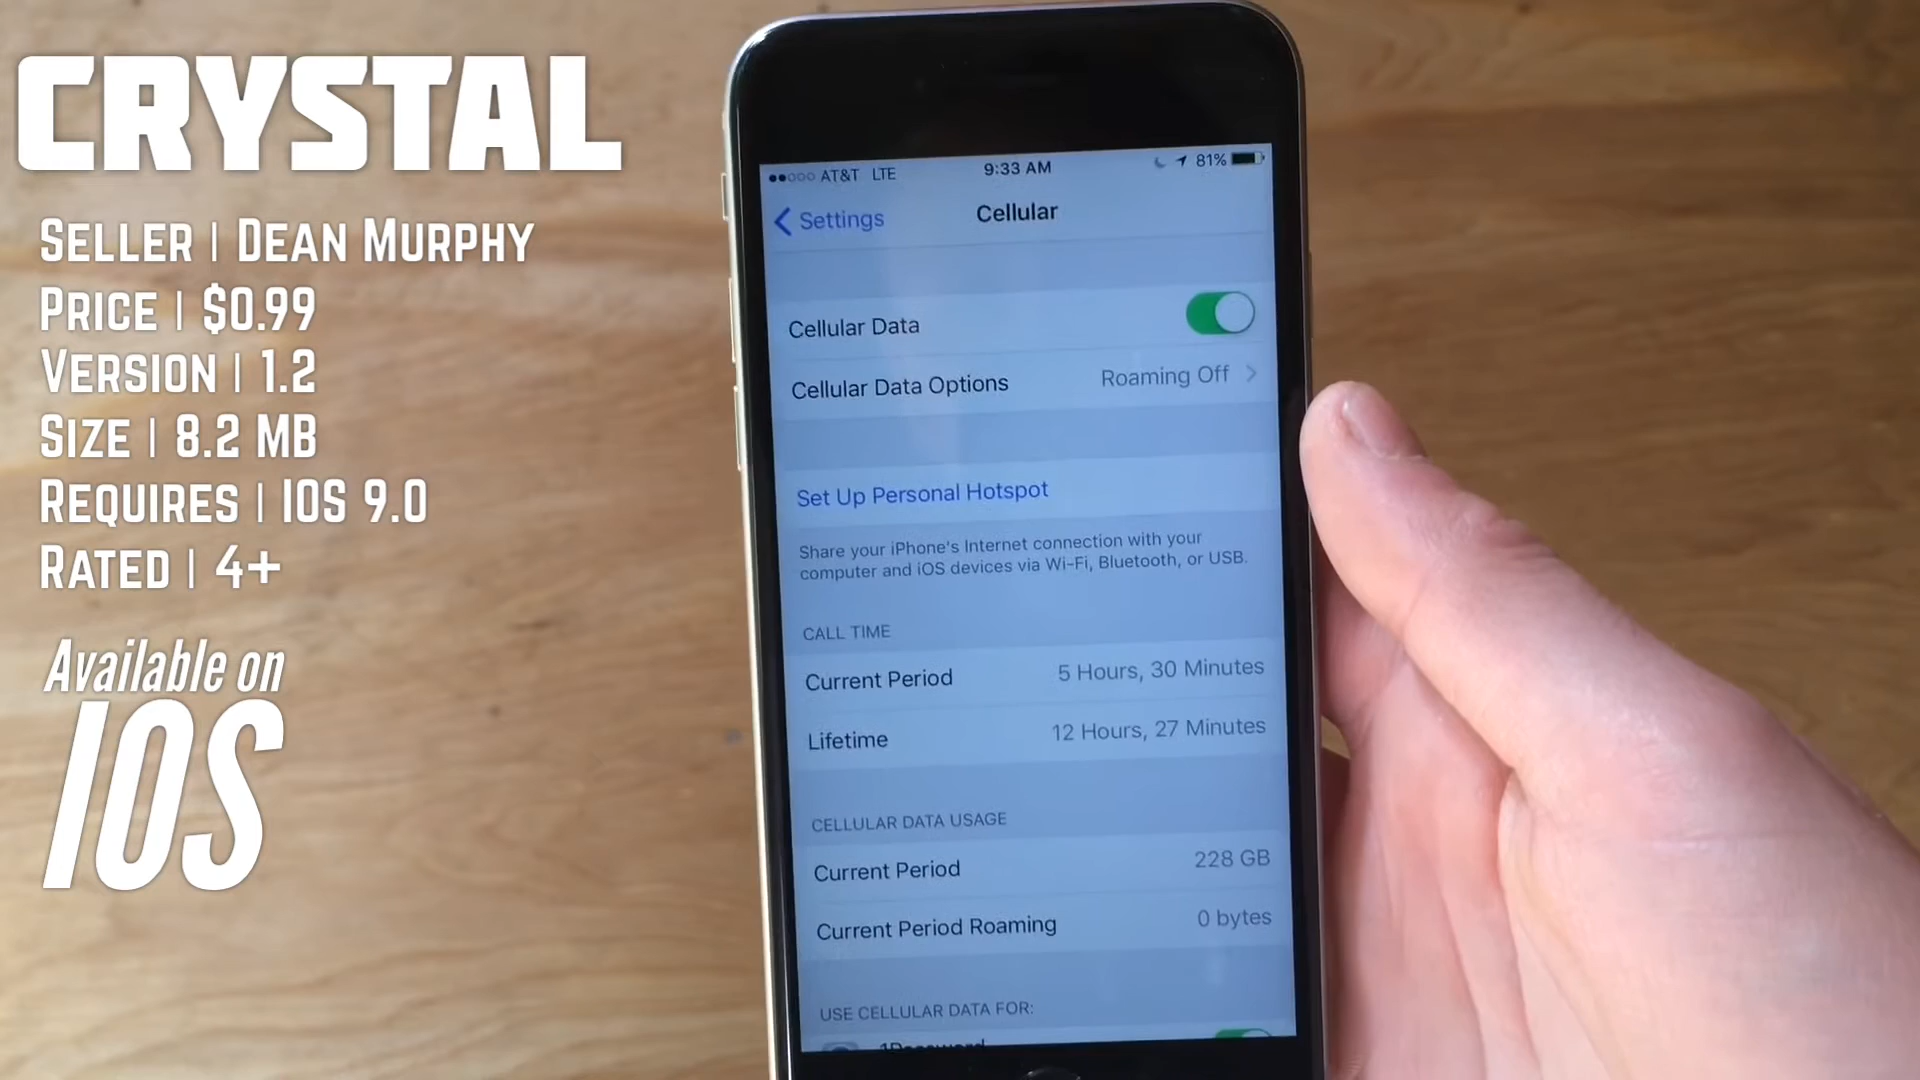 CRYSTAL
SELLER | DEAN MURPHY
PRICE | $0.99
VERSION | 1.2
SIZE | 8.2 MB
REQUIRES | IOS 9.0
RATED | 4+
Available on
IOS
AT&T LTE 9:33 AM 81%
Settings Cellular
Cellular Data
Cellular Data Options Roaming Off
Set Up Personal Hotspot
Share your iPhone's Internet connection with your
computer and iOS devices via Wi-Fi, Bluetooth, or USB.
CALL TIME
Current Period 5 Hours, 30 Minutes
Lifetime 12 Hours, 27 Minutes
CELLULAR DATA USAGE
Current Period 228 GB
Current Period Roaming 0 bytes
USE CELLULAR DATA FOR:
1Password